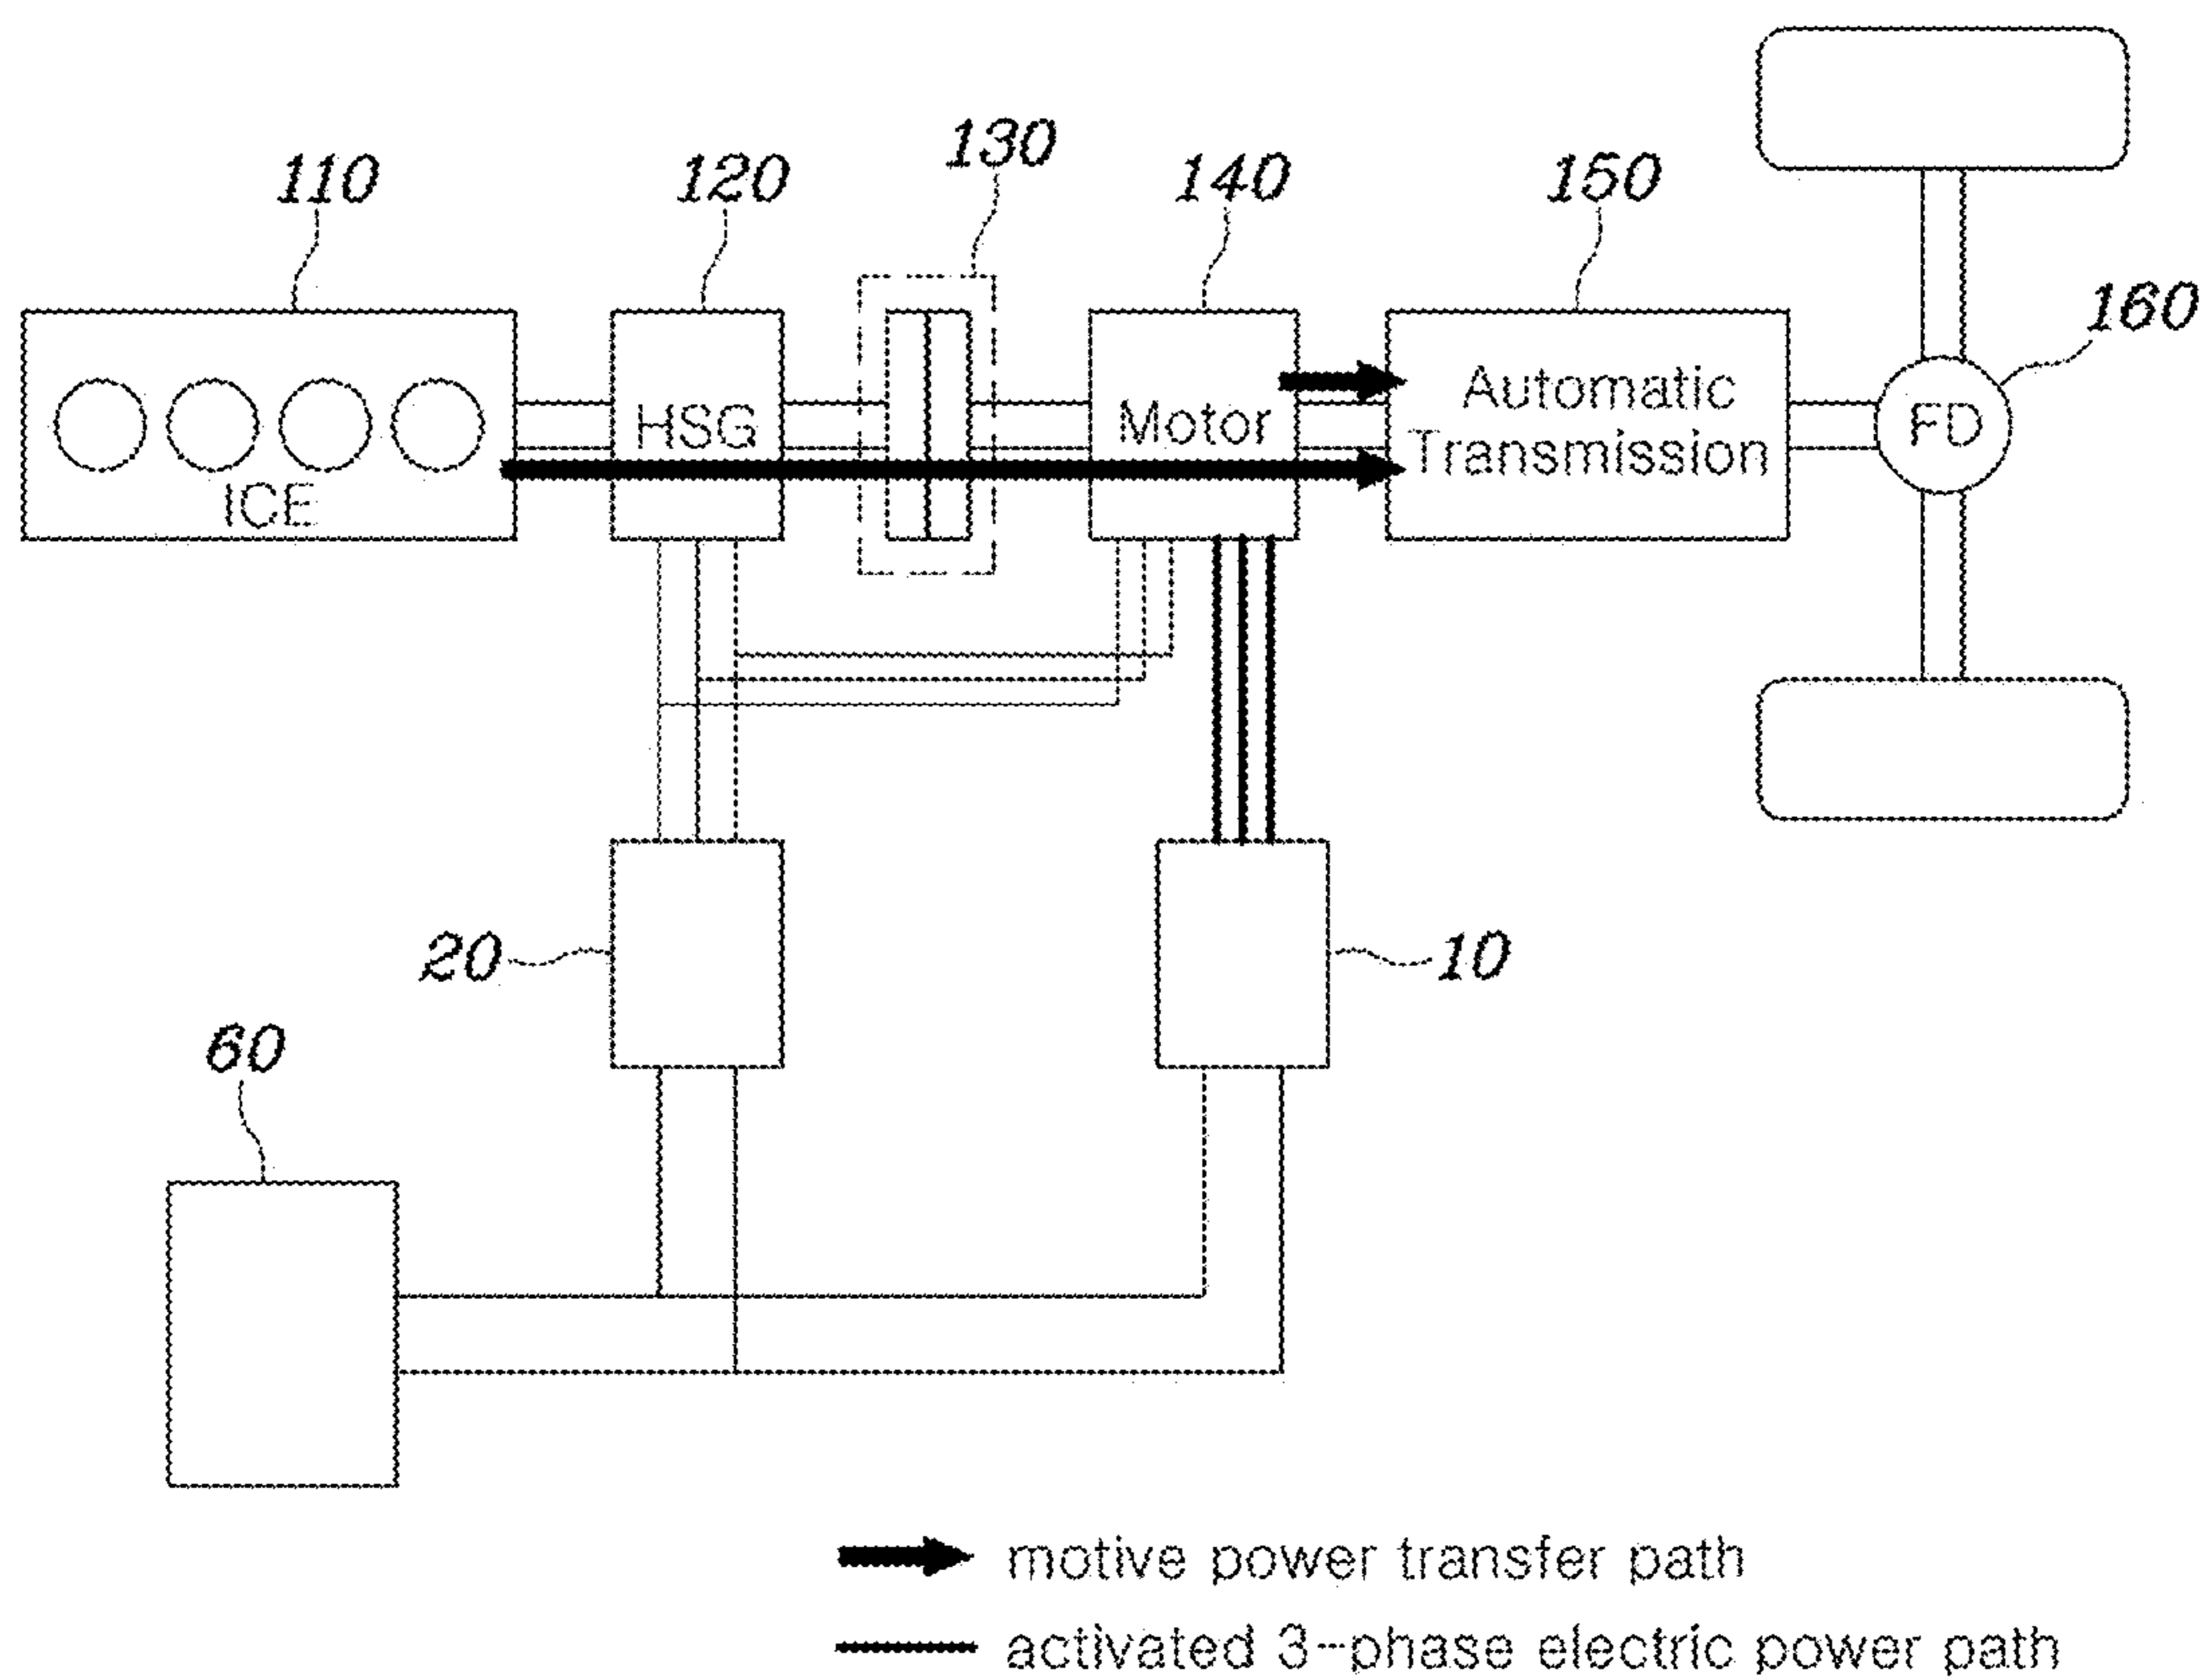 130
110
120
140
150
160
ICE
HSG
Motor
Automatic
Transmission
FD
20
10
60
motive power transfer path
activated 3-phase electric power path